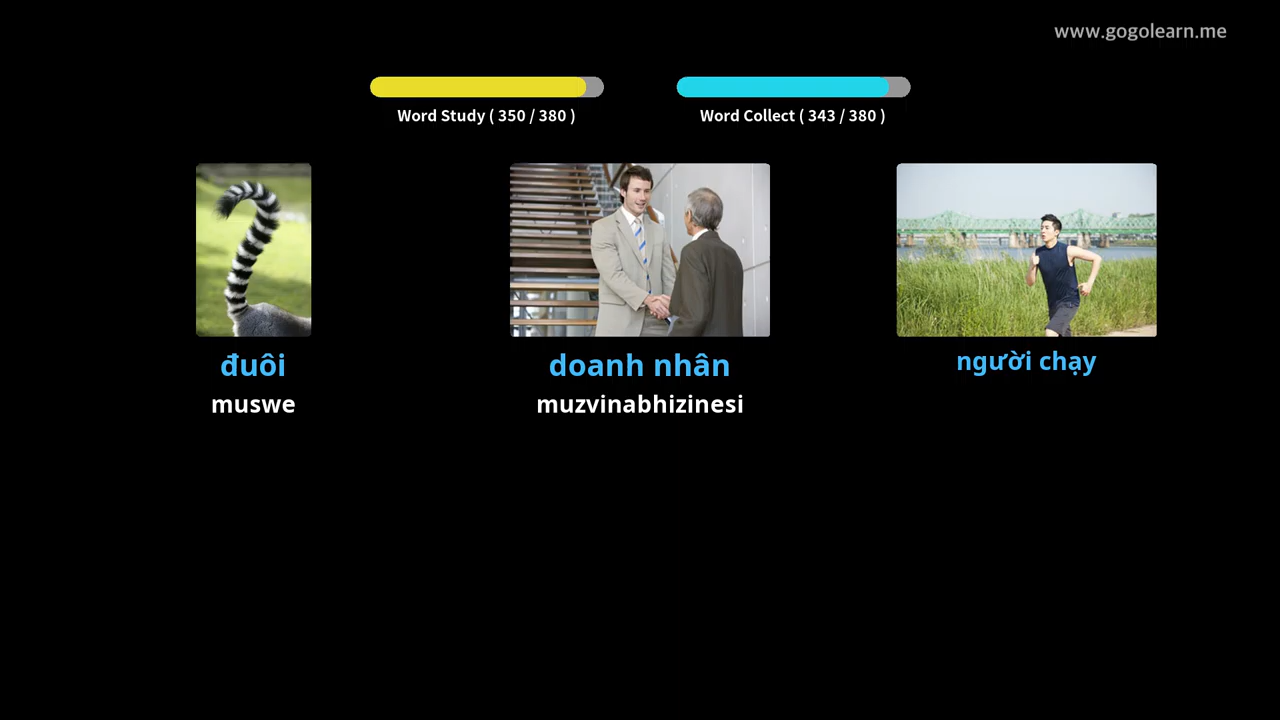 www.gogolearn.me
Word Study ( 350 / 380 )
Word Collect ( 343 / 380 )
đuôi
doanh nhân
người chạy
muswe
muzvinabhizinesi